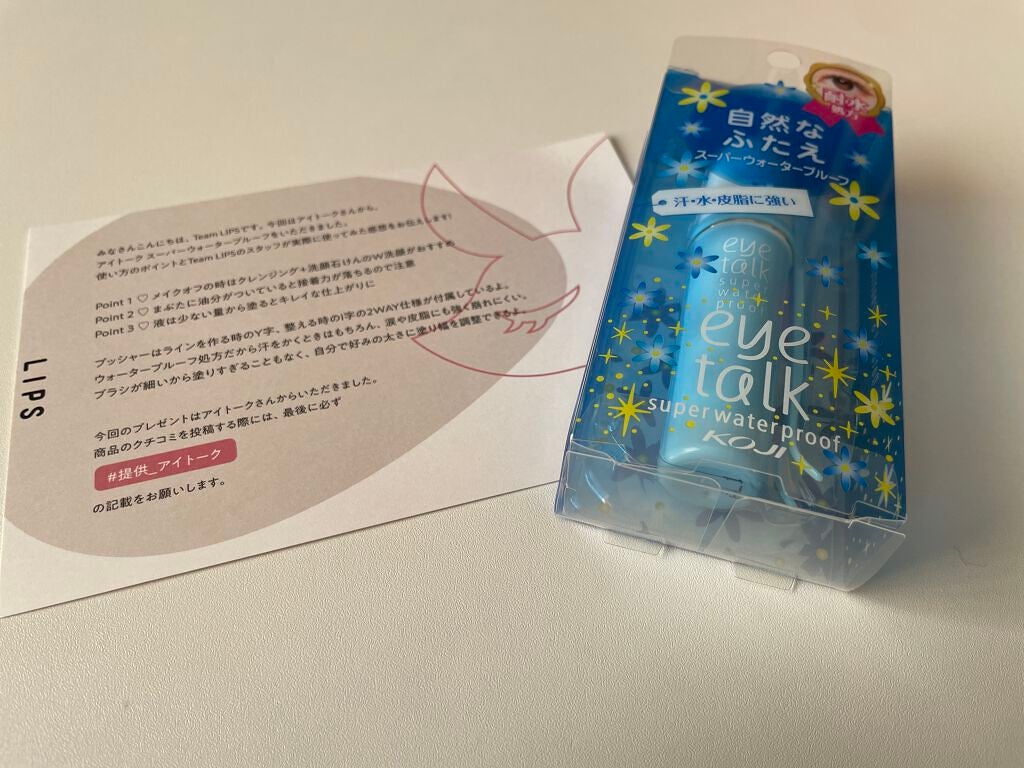 みなさんこんにちは、Team LIPSです。今回はアイトークさんから、
アイトーク スーパーウォータープルーフをいただきました。
使い方のポイントとTeam LIPSのスタッフが実際に使ってみた感想をお伝えします!
Point 1 ♡ メイクオフの時はクレンジング+洗顔石けんのW洗顔がおすすめ
Point 2 ♡ まぶたに油分がついていると接着力が落ちるので注意
Point 3 ♡ 液は少ない量から塗るとキレイな仕上がりに
プッシャーはラインを作る時のY字、整える時のI字の2WAY仕様が付属しているよ。
ウォータープルーフ処方だから汗をかくときはもちろん、涙や皮脂にも強く崩れにくい。
ブラシが細いから塗りすぎることもなく、自分で好みの太さに塗り幅を調整できるよ。
今回のプレゼントはアイトークさんからいただきました。
商品のクチコミを投稿する際には、最後に必ず
#提供_アイトーク
の記載をお願いします。
LIPS
耐水
処方
自然な
ふたえ
スーパーウォータープルーフ
汗・水・皮脂に強い
eye
talk
super
water
proof
eye
talk
super waterproof
KOJI